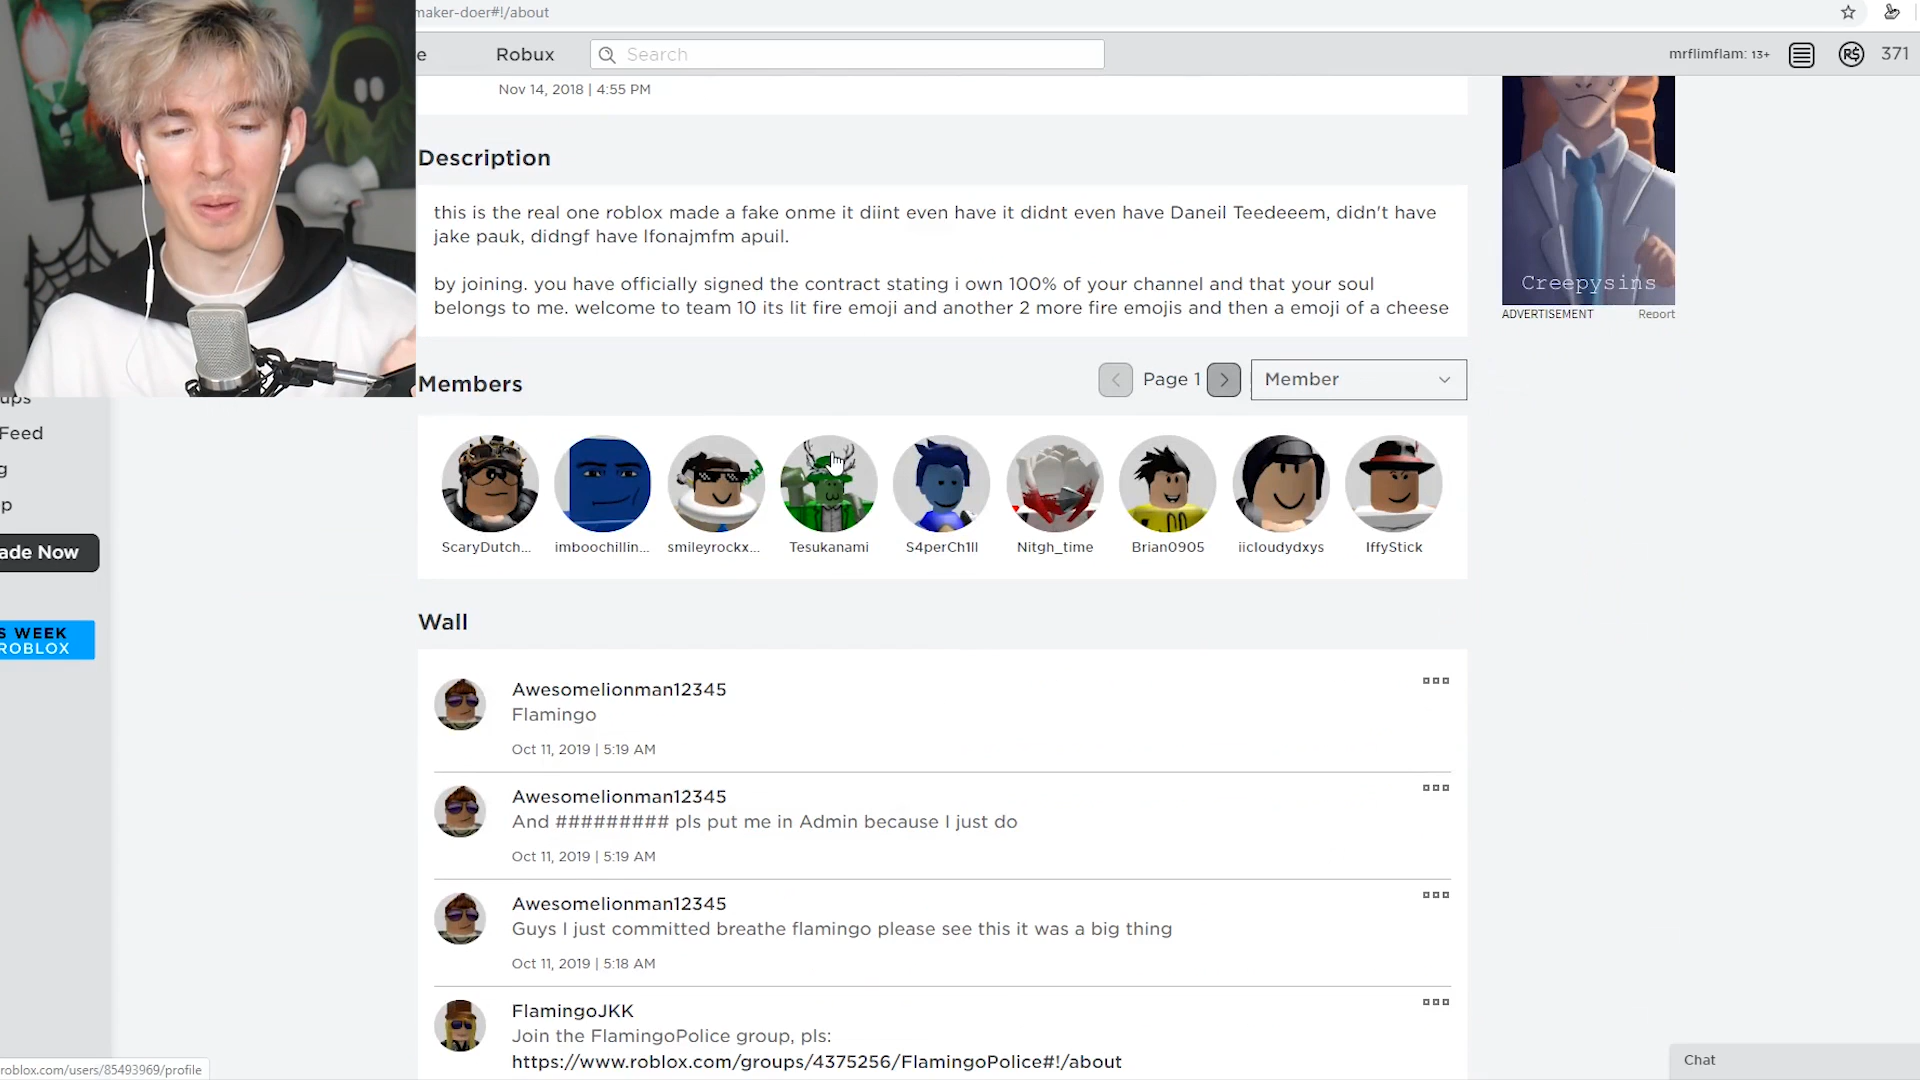 maker-doer#!/about
e
Robux
Search
mrflimflam: 13+
371
Nov 14, 2018 | 4:55 PM
Description
this is the real one roblox made a fake onme it diint even have it didnt even have Daneil Teedeeem, didn't have
jake pauk, didngf have lfonajmfm apuil.
by joining. you have officially signed the contract stating i own 100% of your channel and that your soul
belongs to me. welcome to team 10 its lit fire emoji and another 2 more fire emojis and then a emoji of a cheese
Creepysins
ADVERTISEMENT
Report
Members
Page 1
Member
ups
Feed
g
p
ade Now
S WEEK
ROBLOX
ScaryDutch...
imboochillin...
smileyrockx...
Tesukanami
S4perCh1ll
Nitgh_time
Brian0905
iicloudydxys
IffyStick
Wall
Awesomelionman12345
Flamingo
Oct 11, 2019 | 5:19 AM
Awesomelionman12345
And ######### pls put me in Admin because I just do
Oct 11, 2019 | 5:19 AM
Awesomelionman12345
Guys I just committed breathe flamingo please see this it was a big thing
Oct 11, 2019 | 5:18 AM
FlamingoJKK
Join the FlamingoPolice group, pls:
https://www.roblox.com/groups/4375256/FlamingoPolice#!/about
roblox.com/users/85493969/profile
Chat